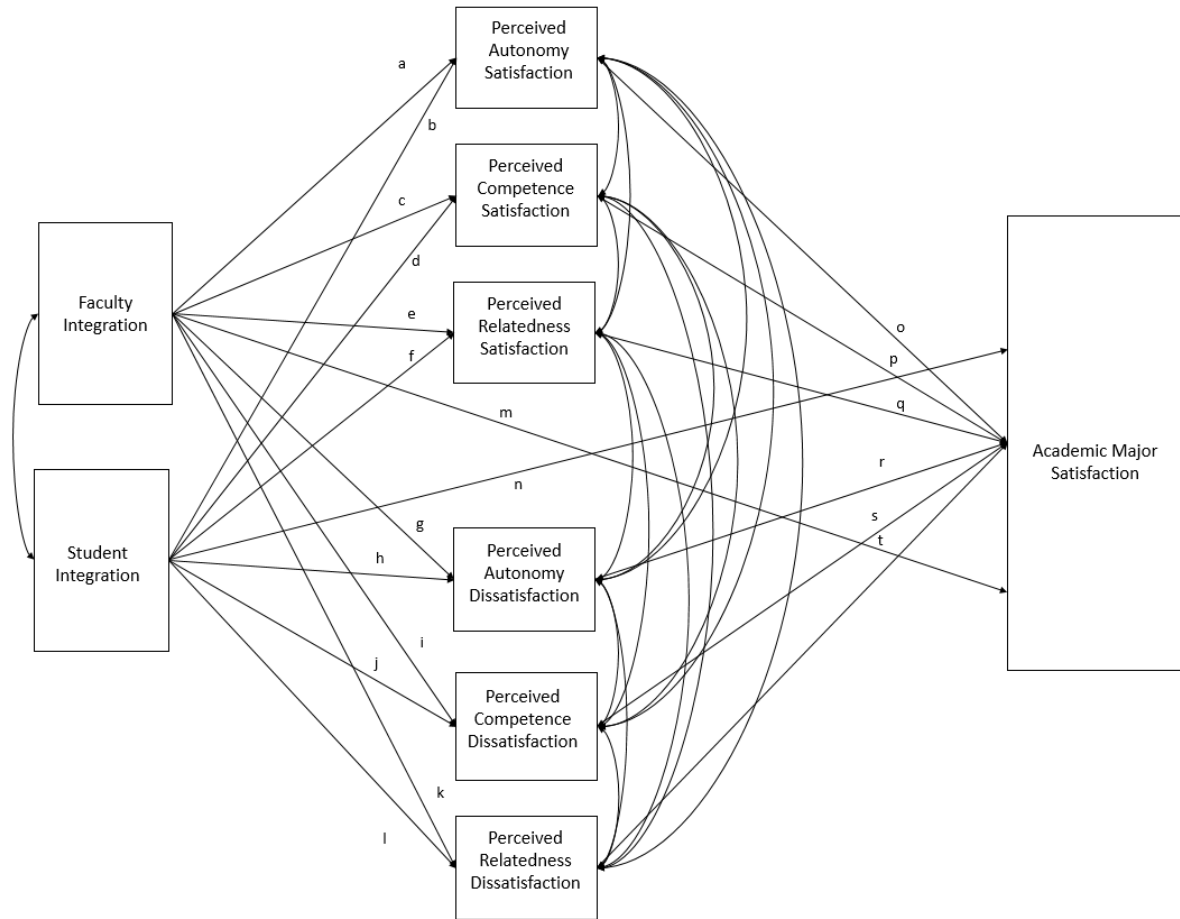 Perceived
Autonomy
Satisfaction
a
b
Perceived
Competence
Satisfaction
c
d
Faculty
Integration
Perceived
Relatedness
Satisfaction
e
f
o
p
q
m
Academic Major
Satisfaction
r
n
s
t
Student
Integration
g
h
Perceived
Autonomy
Dissatisfaction
i
j
Perceived
Competence
Dissatisfaction
k
l
Perceived
Relatedness
Dissatisfaction